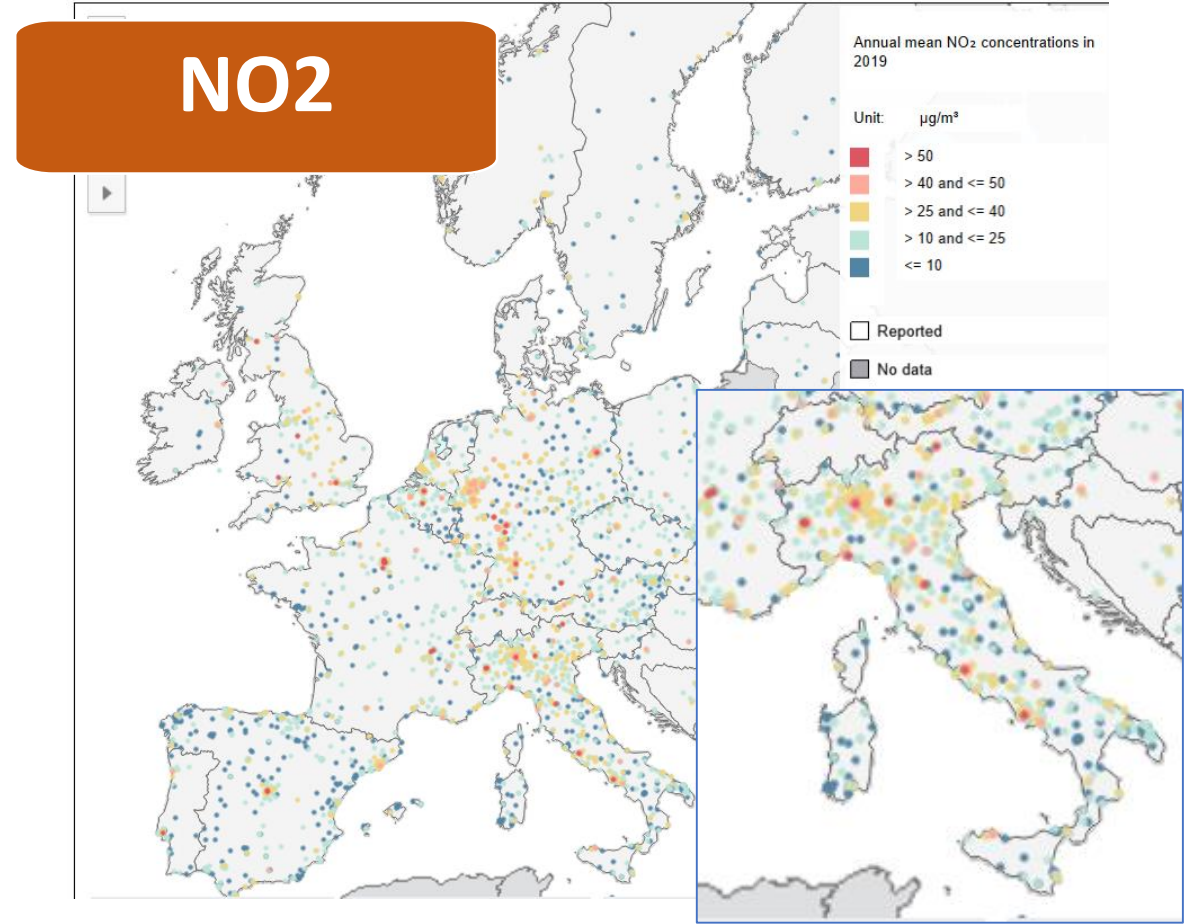 NO2
Annual mean NO₂ concentrations in
2019
Unit: µg/m³
> 50
> 40 and <= 50
> 25 and <= 40
> 10 and <= 25
<= 10
Reported
No data